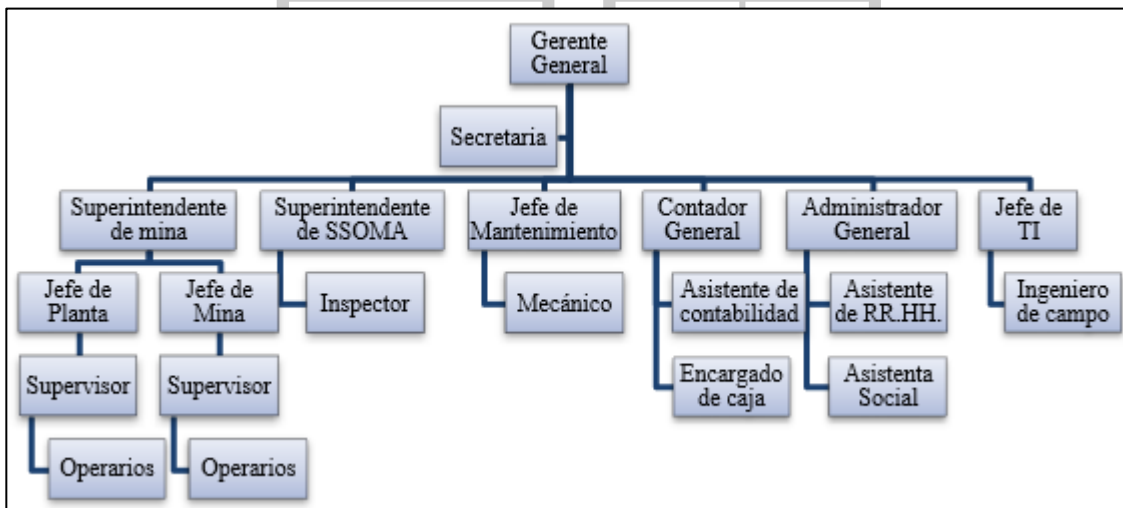 Gerente
General
Secretaria
Superintendente
de mina
Superintendente
de SSOMA
Jefe de
Mantenimiento
Contador
General
Administrador
General
Jefe de
TI
Jefe de
Planta
Jefe de
Mina
Inspector
Mecánico
Asistente de
contabilidad
Asistente
de RR.HH.
Ingeniero
de campo
Supervisor
Supervisor
Encargado
de caja
Asistenta
Social
Operarios
Operarios